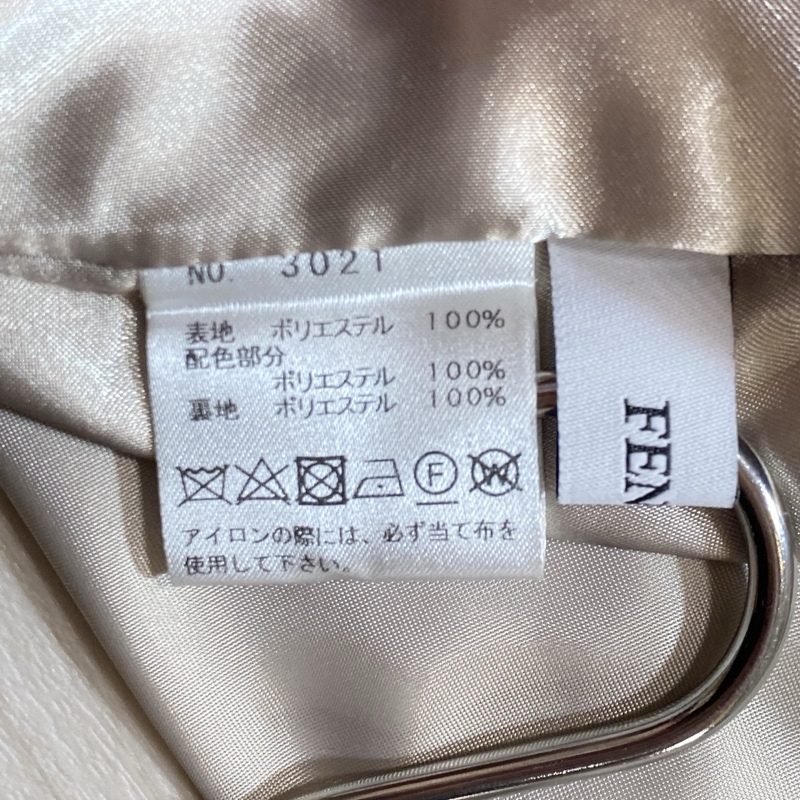 NO. 3021
表地 ポリエステル 100%
配色部分
ポリエステル 100%
裏地 ポリエステル 100%
F
W
アイロンの際には、必ず当て布を
使用して下さい。
FEN